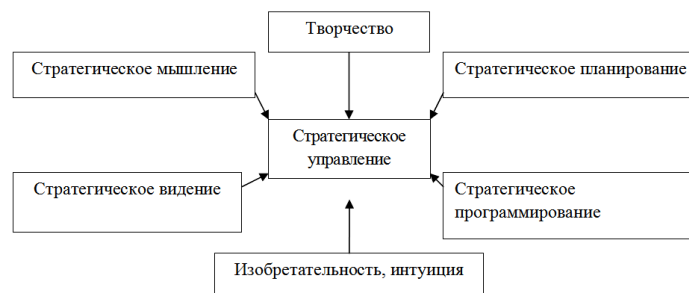 Творчество
Стратегическое мышление
Стратегическое планирование
Стратегическое
управление
Стратегическое видение
Стратегическое
программирование
Изобретательность, интуиция